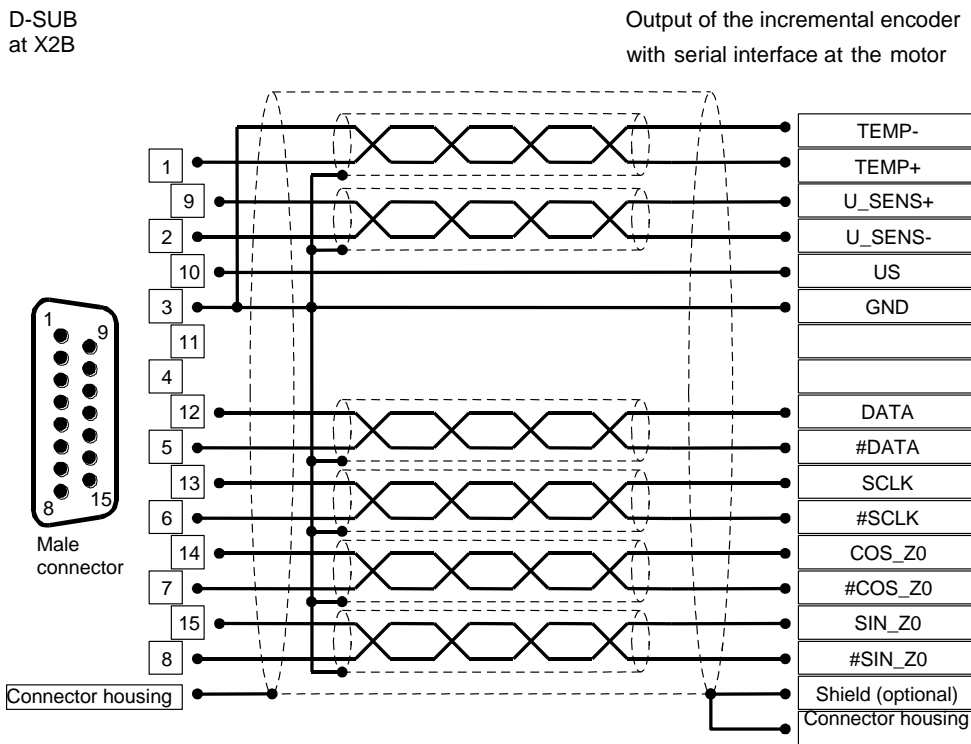 D-SUB
at X2B
Output of the incremental encoder
with serial interface at the motor
TEMP-
1
TEMP+
9
U_SENS+
2
U_SENS-
10
US
3
GND
11
4
12
DATA
5
#DATA
13
SCLK
6
#SCLK
14
COS_Z0
7
#COS_Z0
15
SIN_Z0
8
#SIN_Z0
Connector housing
Shield (optional)
Connector housing
1
9
8
15
Male
connector